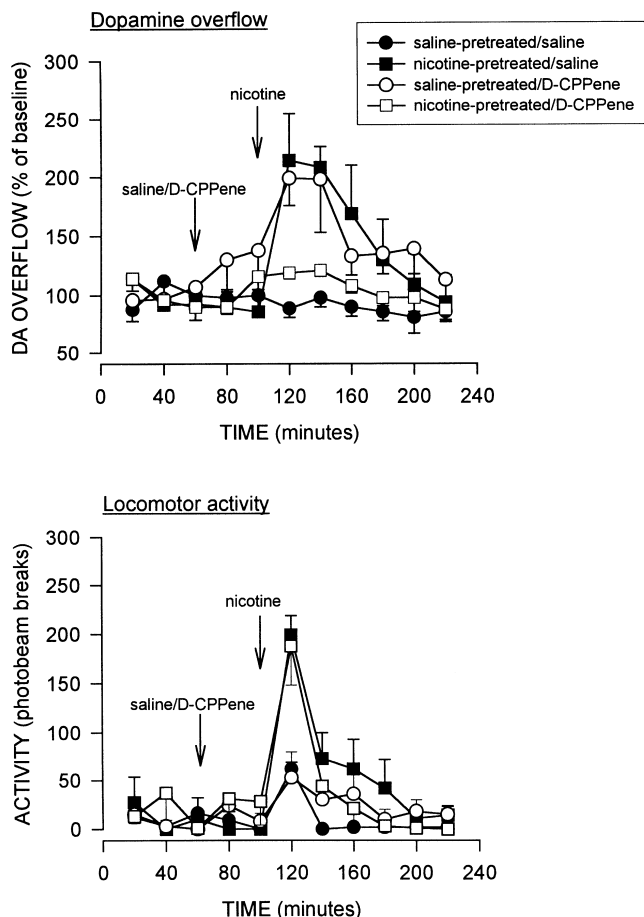 Dopamine overflow
saline-pretreated/saline
nicotine-pretreated/saline
saline-pretreated/D-CPPene
nicotine-pretreated/D-CPPene
DA OVERFLOW (% of baseline)
300
250
200
150
100
50
nicotine
saline/D-CPPene
0 40 80 120 160 200 240
TIME (minutes)
Locomotor activity
ACTIVITY (photobeam breaks)
300
250
200
150
100
50
0
nicotine
saline/D-CPPene
0 40 80 120 160 200 240
TIME (minutes)